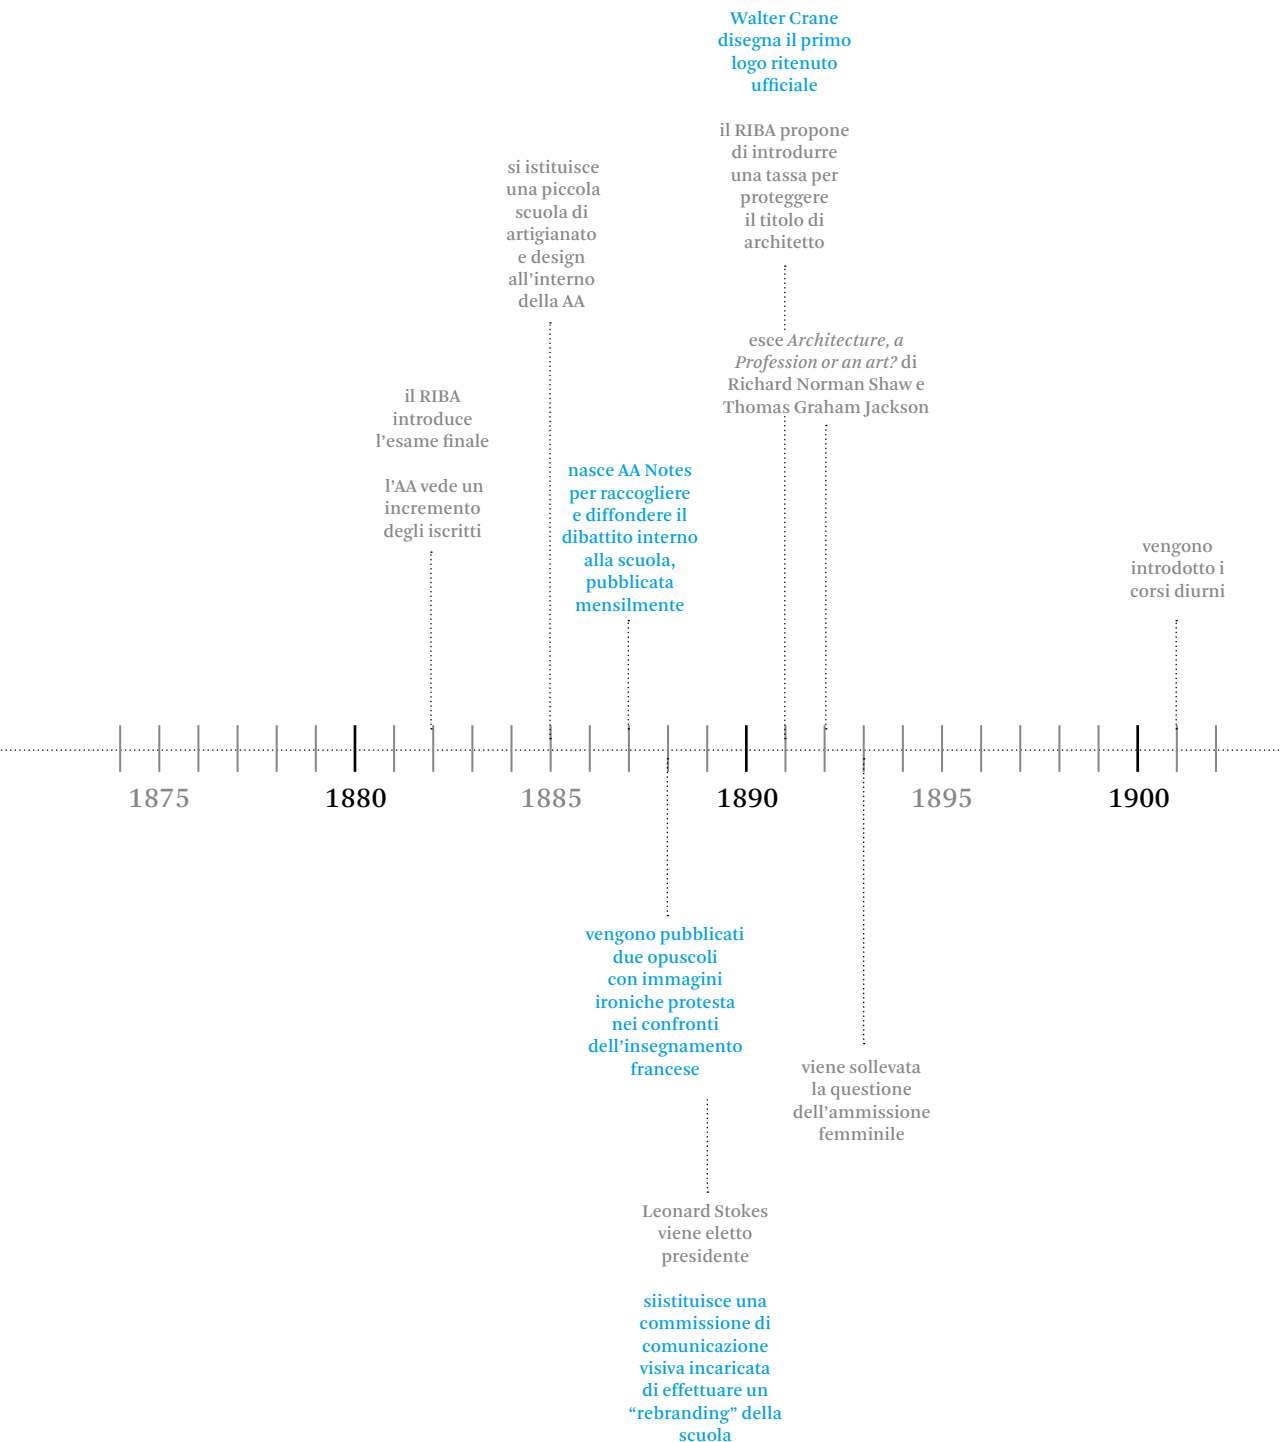 Walter Crane
disegna il primo
logo ritenuto
ufficiale
il RIBA propone
di introdurre
una tassa per
proteggere
il titolo di
architetto
si istituisce
una piccola
scuola di
artigianato
e design
all’interno
della AA
esce Architecture, a
Profession or an art? di
Richard Norman Shaw e
Thomas Graham Jackson
il RIBA
introduce
l’esame finale
l’AA vede un
incremento
degli iscritti
nasce AA Notes
per raccogliere
e diffondere il
dibattito interno
alla scuola,
pubblicata
mensilmente
vengono
introdotto i
corsi diurni
1875
1880
1885
1890
1895
1900
vengono pubblicati
due opuscoli
con immagini
ironiche protesta
nei confronti
dell’insegnamento
francese
viene sollevata
la questione
dell’ammissione
femminile
Leonard Stokes
viene eletto
presidente
siistituisce una
commissione di
comunicazione
visiva incaricata
di effettuare un
“rebranding” della
scuola